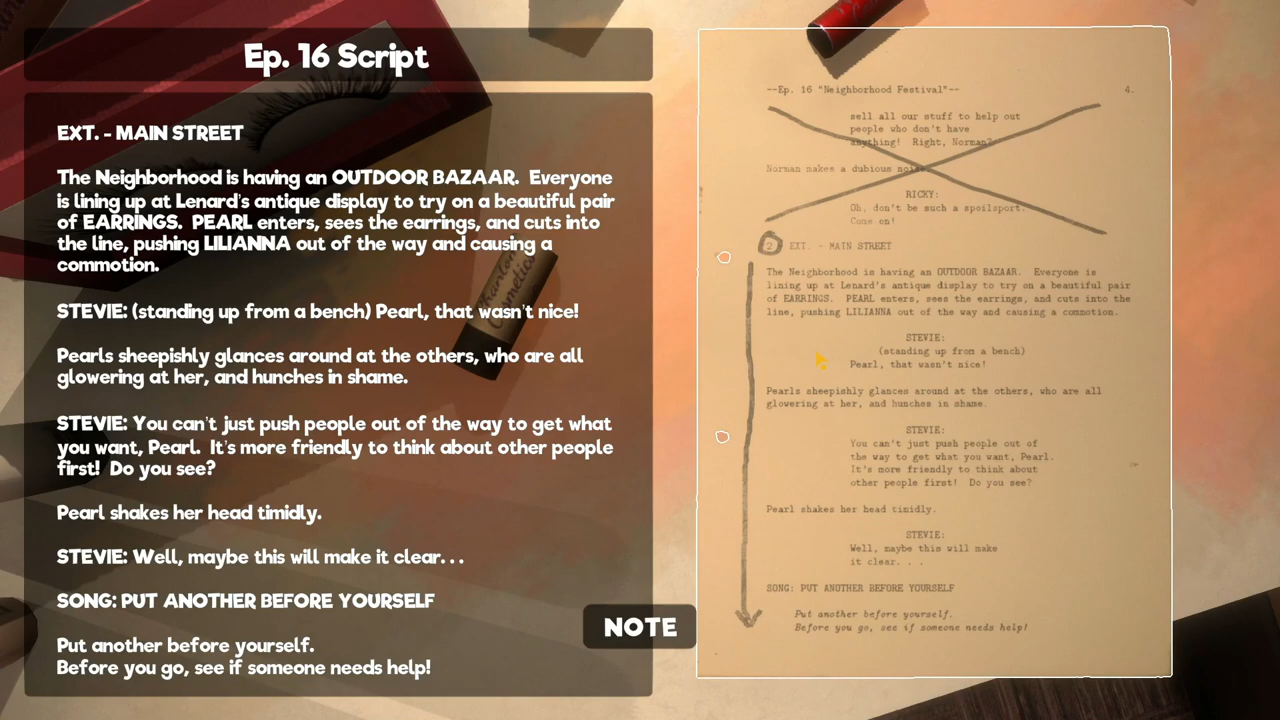 Ep. 16 Script
EXT. - MAIN STREET
The Neighborhood is having an OUTDOOR BAZAAR.  Everyone
is lining up at Lenard's antique display to try on a beautiful pair
of EARRINGS.  PEARL enters, sees the earrings, and cuts into
the line, pushing LILIANNA out of the way and causing a
commotion.
STEVIE: (standing up from a bench) Pearl, that wasn't nice!
Pearls sheepishly glances around at the others, who are all
glowering at her, and hunches in shame.
STEVIE: You can't just push people out of the way to get what
you want, Pearl.  It's more friendly to think about other people
first!  Do you see?
Pearl shakes her head timidly.
STEVIE: Well, maybe this will make it clear. . .
SONG: PUT ANOTHER BEFORE YOURSELF
Put another before yourself.
Before you go, see if someone needs help!
NOTE
Phantom
Cosmetics
--Ep. 16 "Neighborhood Festival"-- 4.
sell all our stuff to help out
people who don't have
anything!  Right, Norman?
Norman makes a dubious noise.
RICKY:
Oh, don't be such a spoilsport.
Come on!
2 EXT. - MAIN STREET
The Neighborhood is having an OUTDOOR BAZAAR.  Everyone is
lining up at Lenard's antique display to try on a beautiful pair
of EARRINGS.  PEARL enters, sees the earrings, and cuts into the
line, pushing LILIANNA out of the way and causing a commotion.
STEVIE:
(standing up from a bench)
Pearl, that wasn't nice!
Pearls sheepishly glances around at the others, who are all
glowering at her, and hunches in shame.
STEVIE:
You can't just push people out of
the way to get what you want, Pearl.
It's more friendly to think about
other people first!  Do you see?
Pearl shakes her head timidly.
STEVIE:
Well, maybe this will make
it clear. . .
SONG: PUT ANOTHER BEFORE YOURSELF
Put another before yourself.
Before you go, see if someone needs help!